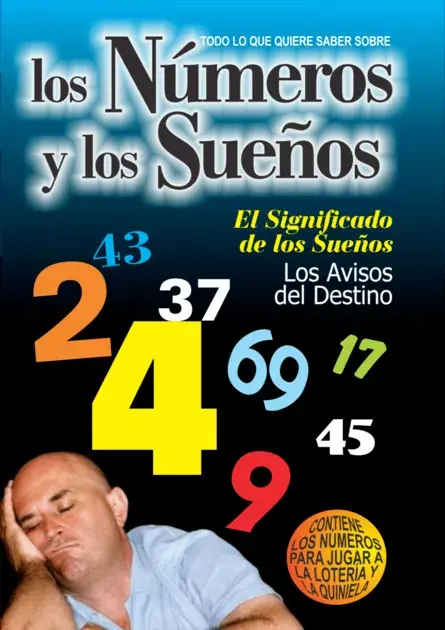 TODO LO QUE QUIERE SABER SOBRE
los Números
y los Sueños
El Significado
de los Sueños
Los Avisos
del Destino
43
2
37
4
69
17
45
9
CONTIENE
LOS NÚMEROS
PARA JUGAR A
LA LOTERIA Y
LA QUINIELA